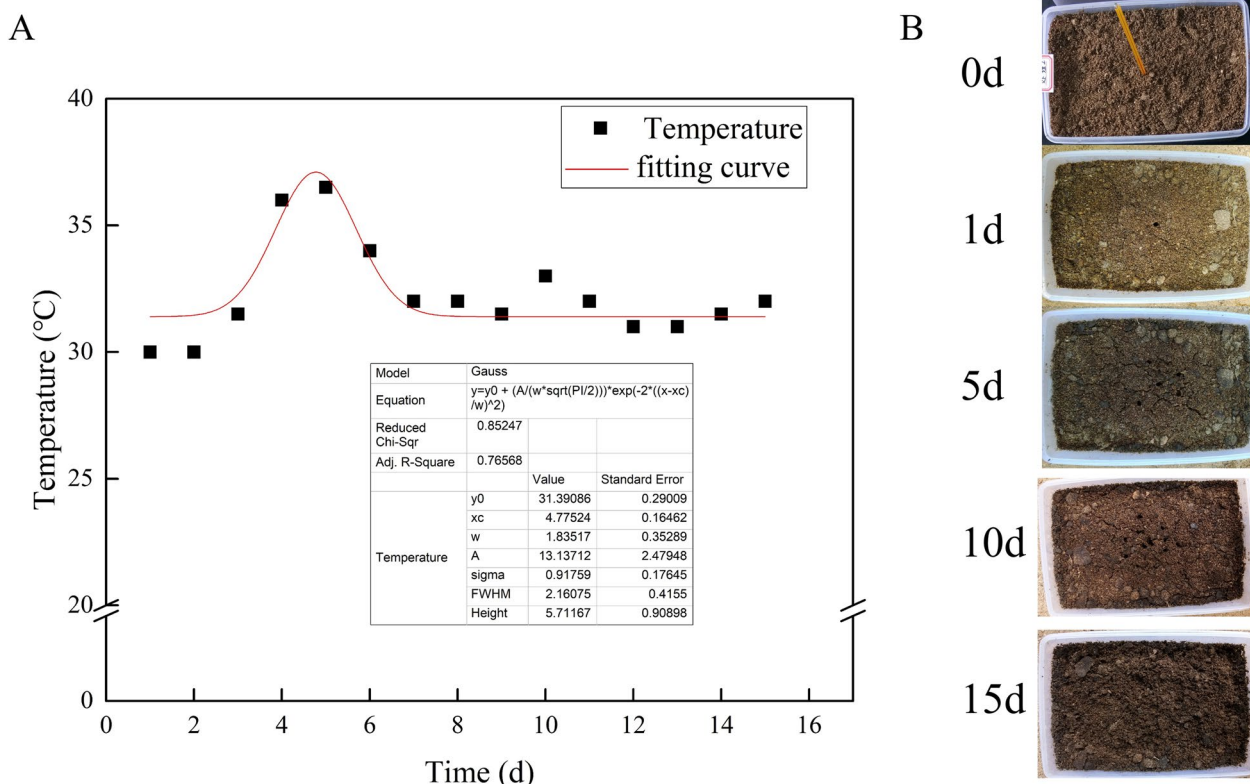 A
B
40
35
30
25
20
0
Temperature (°C)
0 2 4 6 8 10 12 14 16
Time (d)
Temperature
fitting curve
Model Gauss
Equation y=y0 + (A/(w*sqrt(PI/2)))*exp(-2*((x-xc)
/w)^2)
Reduced
Chi-Sqr 0.85247
Adj. R-Square 0.76568
Value Standard Error
Temperature
y0 31.39086 0.29009
xc 4.77524 0.16462
w 1.83517 0.35289
A 13.13712 2.47948
sigma 0.91759 0.17645
FWHM 2.16075 0.4155
Height 5.71167 0.90898
0d
1d
5d
10d
15d